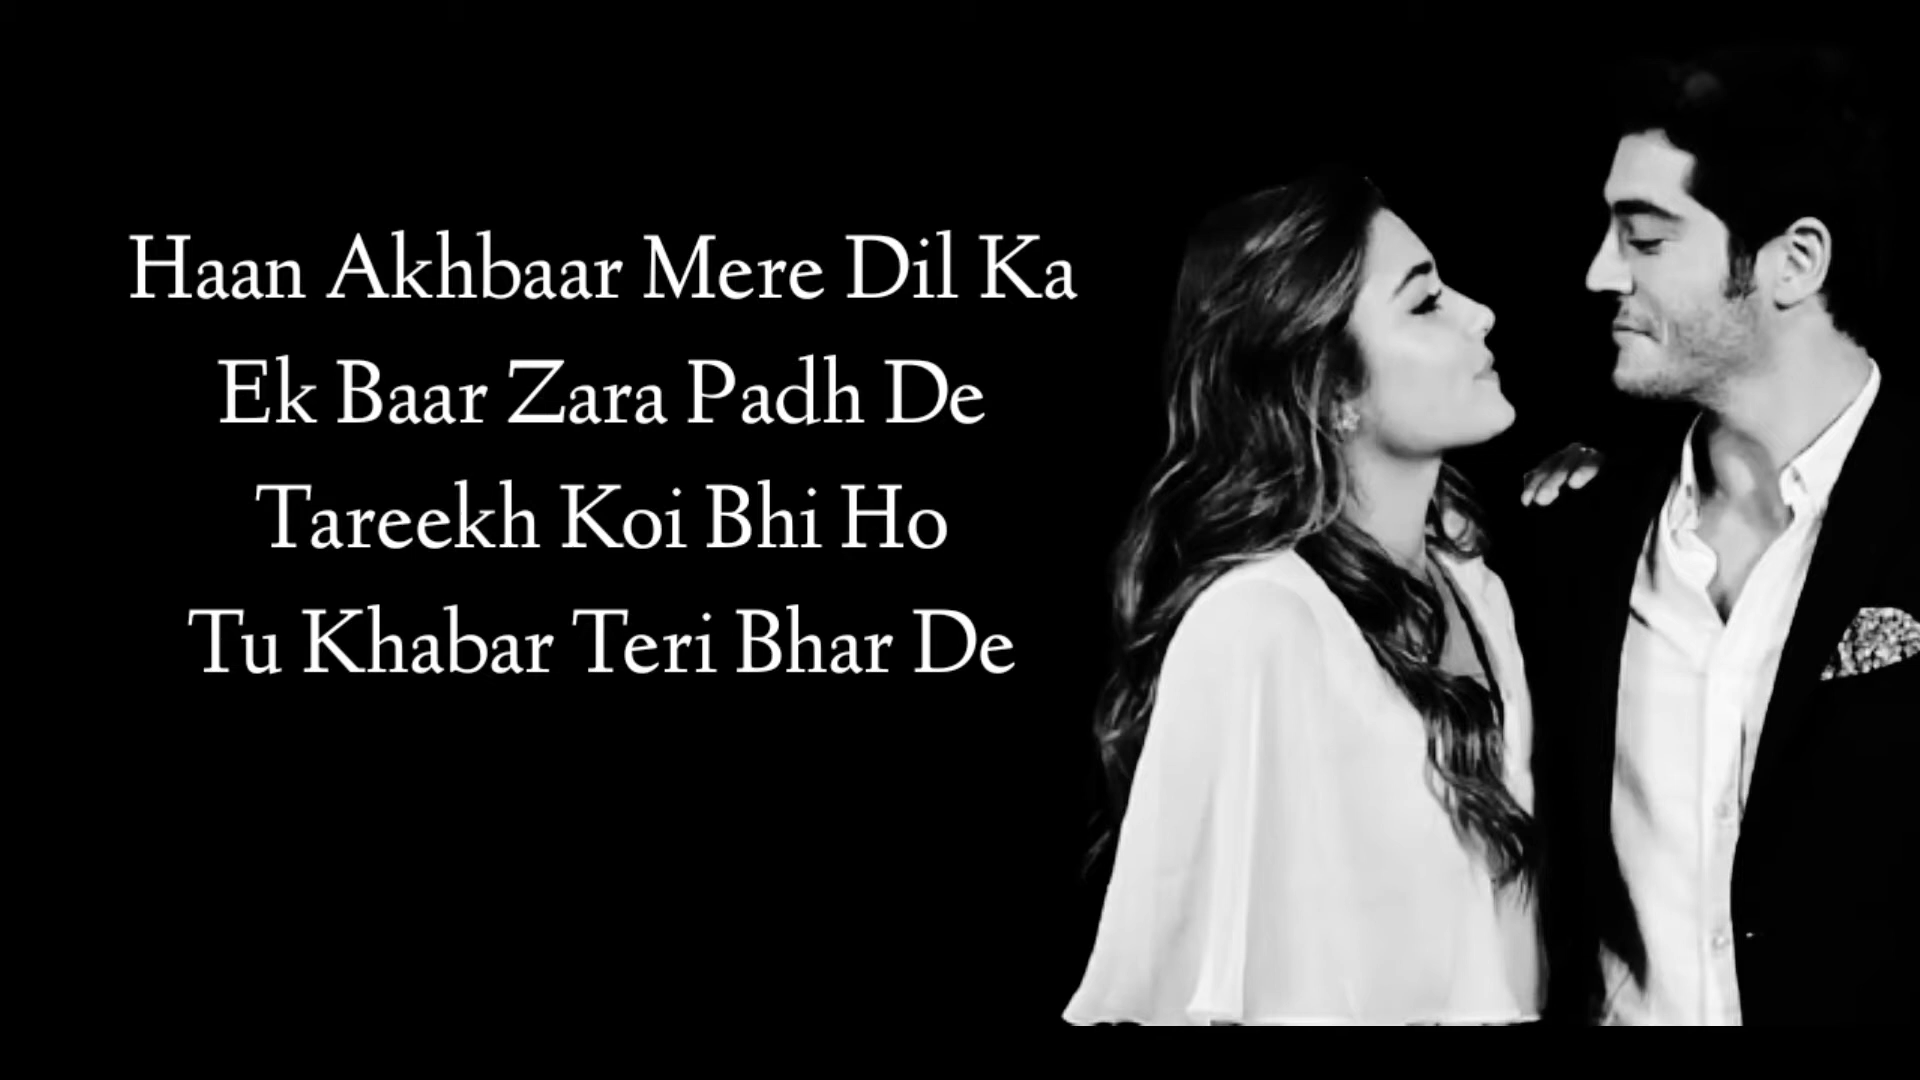 Haan Akhbaar Mere Dil Ka
Ek Baar Zara Padh De
Tareekh Koi Bhi Ho
Tu Khabar Teri Bhar De